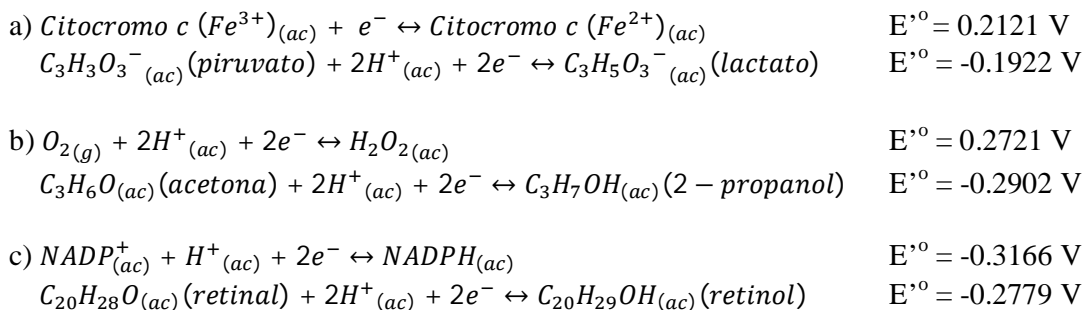 a) Citocromo c (Fe³⁺)₍ac₎ + e⁻ ↔ Citocromo c (Fe²⁺)₍ac₎ E’º = 0.2121 V
C₃H₃O₃⁻₍ac₎(piruvato) + 2H⁺₍ac₎ + 2e⁻ ↔ C₃H₅O₃⁻₍ac₎(lactato) E’º = -0.1922 V
b) O₂₍g₎ + 2H⁺₍ac₎ + 2e⁻ ↔ H₂O₂₍ac₎ E’º = 0.2721 V
C₃H₆O₍ac₎(acetona) + 2H⁺₍ac₎ + 2e⁻ ↔ C₃H₇OH₍ac₎(2 − propanol) E’º = -0.2902 V
c) NADP⁺₍ac₎ + H⁺₍ac₎ + 2e⁻ ↔ NADPH₍ac₎ E’º = -0.3166 V
C₂₀H₂₈O₍ac₎(retinal) + 2H⁺₍ac₎ + 2e⁻ ↔ C₂₀H₂₉OH₍ac₎(retinol) E’º = -0.2779 V